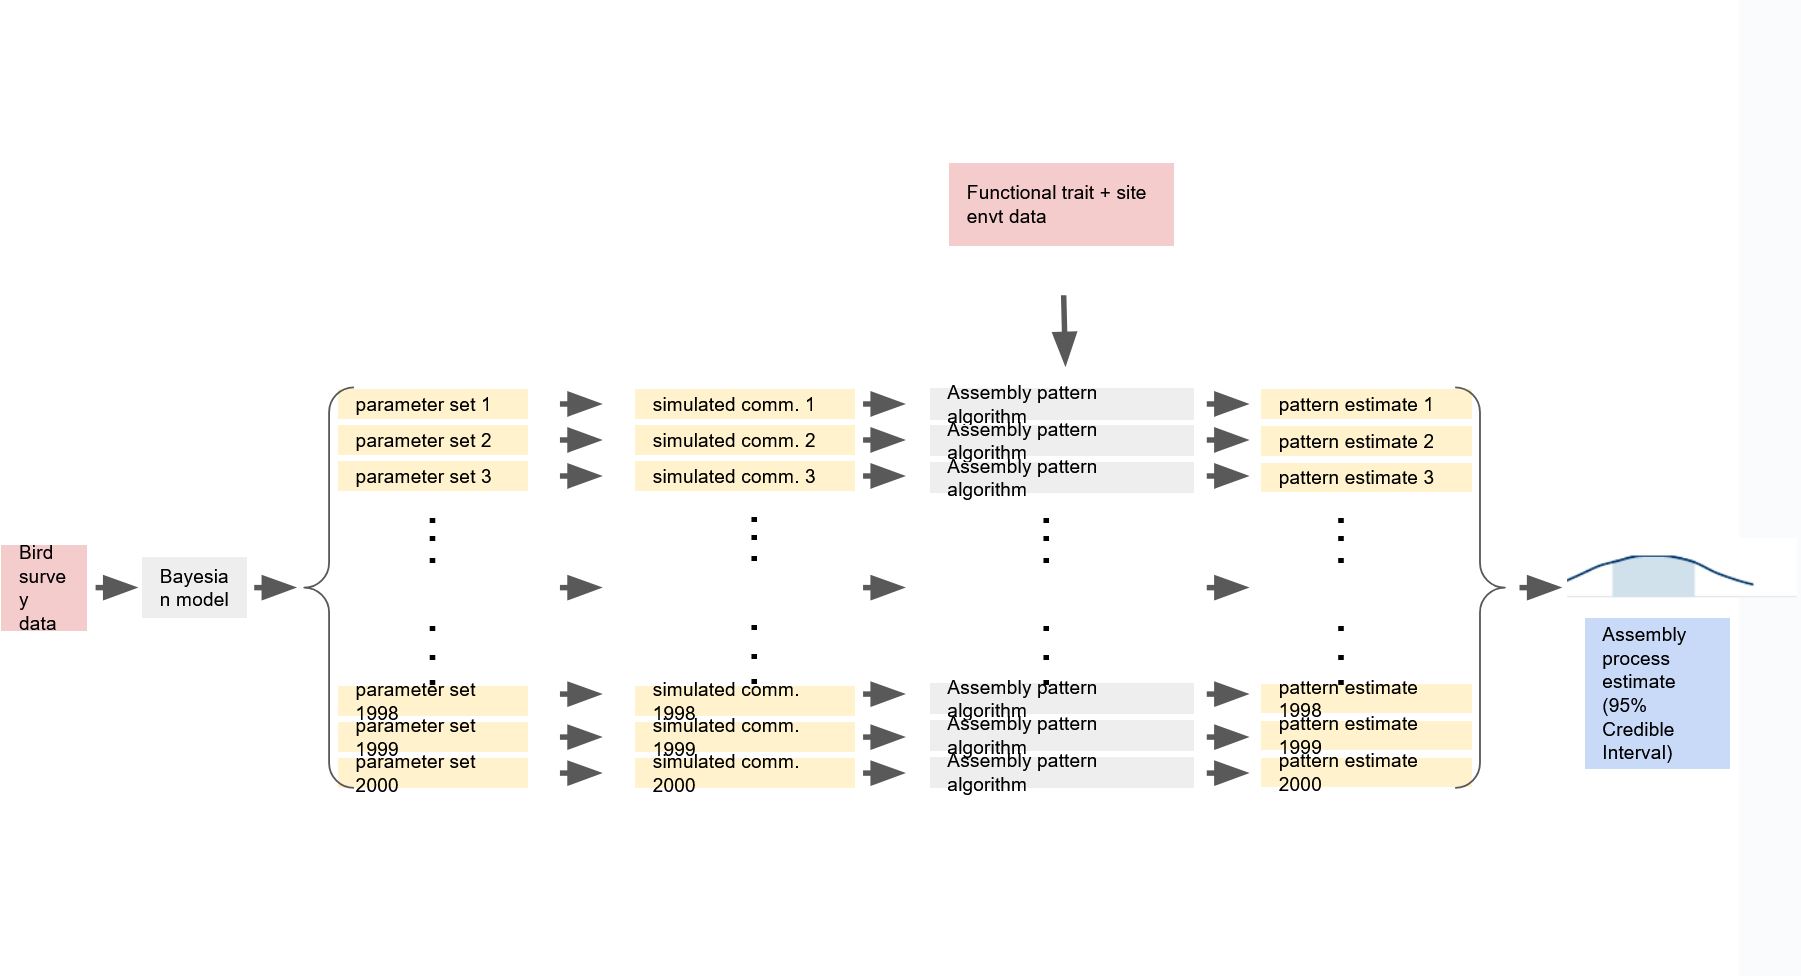 Functional trait + site
envt data
parameter set 1
simulated comm. 1
Assembly pattern
algorithm
pattern estimate 1
parameter set 2
simulated comm. 2
Assembly pattern
algorithm
pattern estimate 2
parameter set 3
simulated comm. 3
Assembly pattern
algorithm
pattern estimate 3
Bird
surve
y
data
Bayesia
n model
parameter set
1998
simulated comm.
1998
Assembly pattern
algorithm
pattern estimate
1998
parameter set
1999
simulated comm.
1999
Assembly pattern
algorithm
pattern estimate
1999
parameter set
2000
simulated comm.
2000
Assembly pattern
algorithm
pattern estimate
2000
Assembly
process
estimate
(95%
Credible
Interval)